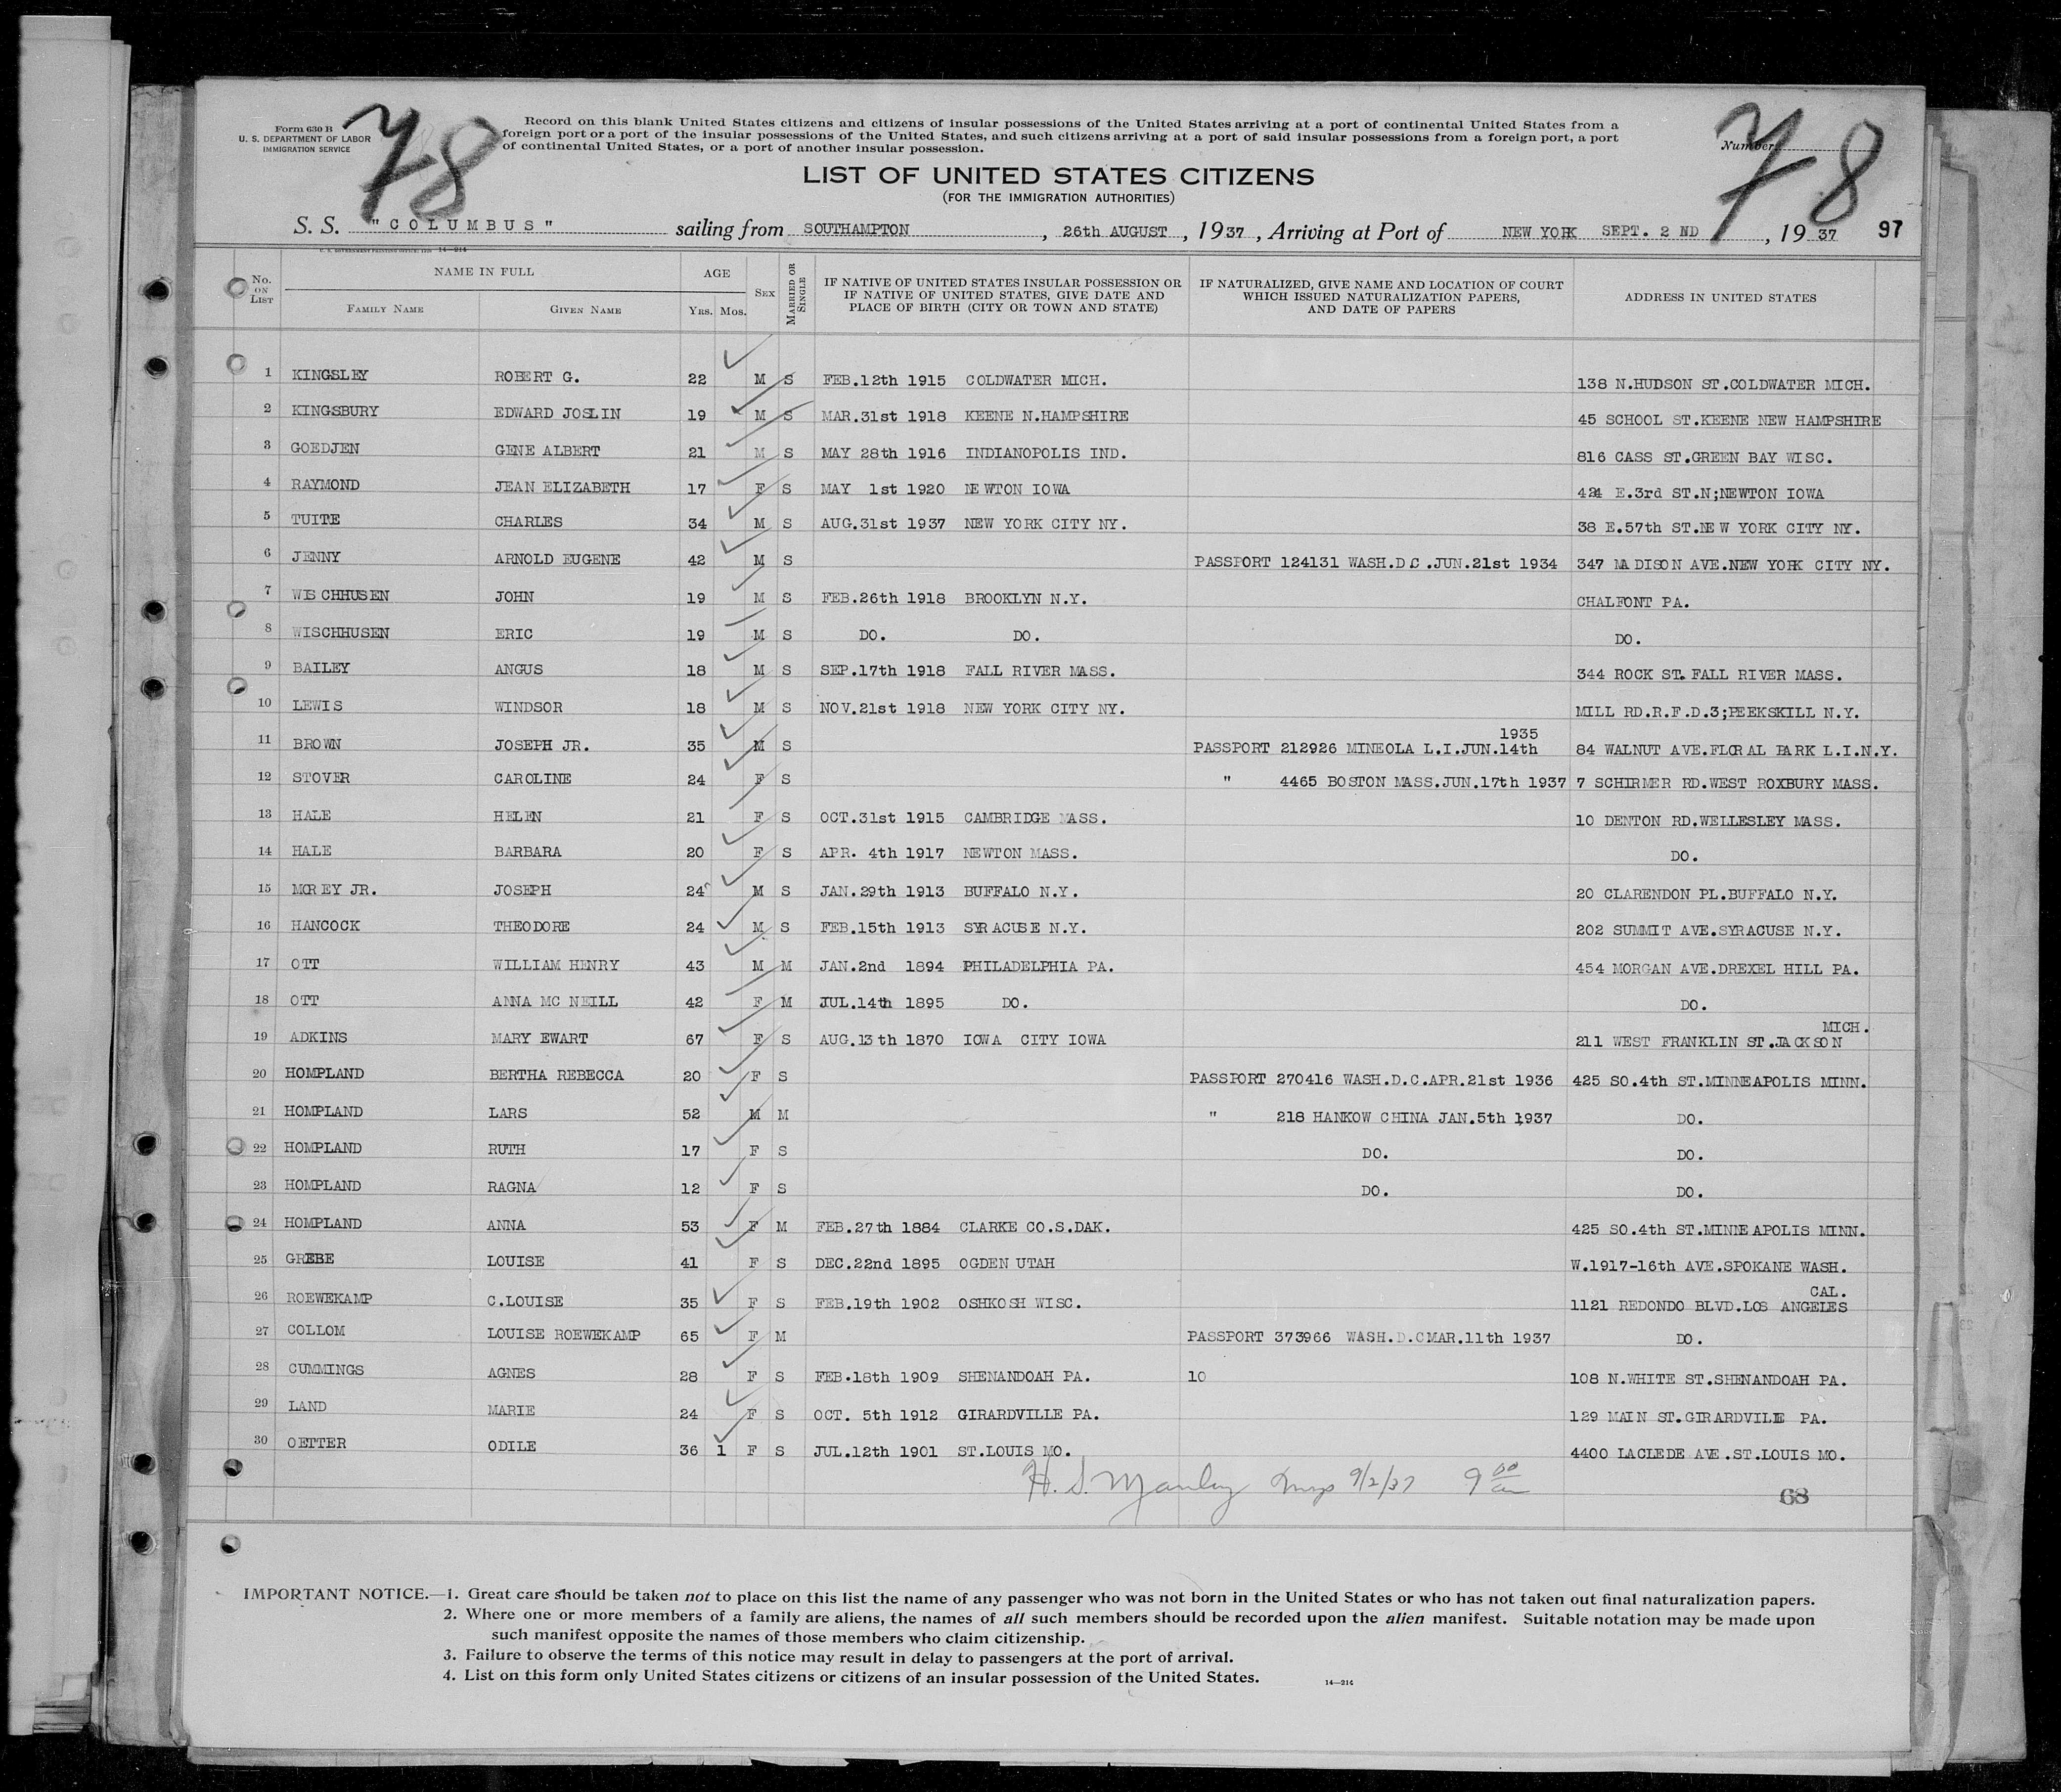 Form 630 B
U. S. DEPARTMENT OF LABOR
IMMIGRATION SERVICE
78
Record on this blank United States citizens and citizens of insular possessions of the United States arriving at a port of continental United States from a
foreign port or a port of the insular possessions of the United States, and such citizens arriving at a port of said insular possessions from a foreign port, a port
of continental United States, or a port of another insular possession.
Number
78
LIST OF UNITED STATES CITIZENS
(FOR THE IMMIGRATION AUTHORITIES)
S. S. "COLUMBUS" sailing from SOUTHAMPTON, 26th AUGUST, 1937, Arriving at Port of NEW YORK SEPT. 2 ND, 19 37 97
U. S. GOVERNMENT PRINTING OFFICE 14—214
No. ON LIST NAME IN FULL AGE SEX MARRIED OR SINGLE IF NATIVE OF UNITED STATES INSULAR POSSESSION OR IF NATIVE OF UNITED STATES, GIVE DATE AND PLACE OF BIRTH (CITY OR TOWN AND STATE) IF NATURALIZED, GIVE NAME AND LOCATION OF COURT WHICH ISSUED NATURALIZATION PAPERS, AND DATE OF PAPERS ADDRESS IN UNITED STATES
FAMILY NAME GIVEN NAME YRS. MOS.
1 KINGSLEY ROBERT G. 22 M S FEB.12th 1915 COLDWATER MICH. 138 N.HUDSON ST.COLDWATER MICH.
2 KINGSBURY EDWARD JOSLIN 19 M S MAR.31st 1918 KEENE N.HAMPSHIRE 45 SCHOOL ST.KEENE NEW HAMPSHIRE
3 GOEDJEN GENE ALBERT 21 M S MAY 28th 1916 INDIANOPOLIS IND. 816 CASS ST.GREEN BAY WISC.
4 RAYMOND JEAN ELIZABETH 17 F S MAY 1st 1920 NEWTON IOWA 424 E.3rd ST.N;NEWTON IOWA
5 TUITE CHARLES 34 M S AUG.31st 1937 NEW YORK CITY NY. 38 E.57th ST.NEW YORK CITY NY.
6 JENNY ARNOLD EUGENE 42 M S PASSPORT 124131 WASH.DC.JUN.21st 1934 347 MADISON AVE.NEW YORK CITY NY.
7 WISCHHUSEN JOHN 19 M S FEB.26th 1918 BROOKLYN N.Y. CHALFONT PA.
8 WISCHHUSEN ERIC 19 M S DO. DO. DO.
9 BAILEY ANGUS 18 M S SEP.17th 1918 FALL RIVER MASS. 344 ROCK ST. FALL RIVER MASS.
10 LEWIS WINDSOR 18 M S NOV.21st 1918 NEW YORK CITY NY. MILL RD.R.F.D.3;PEEKSKILL N.Y.
11 BROWN JOSEPH JR. 35 M S PASSPORT 212926 MINEOLA L.I.JUN.14th 1935 84 WALNUT AVE.FLORAL PARK L.I.N.Y.
12 STOVER CAROLINE 24 F S " 4465 BOSTON MASS.JUN.17th 1937 7 SCHIRMER RD.WEST ROXBURY MASS.
13 HALE HELEN 21 F S OCT.31st 1915 CAMBRIDGE MASS. 10 DENTON RD.WELLESLEY MASS.
14 HALE BARBARA 20 F S APR. 4th 1917 NEWTON MASS. DO.
15 MOREY JR. JOSEPH 24 M S JAN.29th 1913 BUFFALO N.Y. 20 CLARENDON PL.BUFFALO N.Y.
16 HANCOCK THEODORE 24 M S FEB.15th 1913 SYRACUSE N.Y. 202 SUMMIT AVE.SYRACUSE N.Y.
17 OTT WILLIAM HENRY 43 M M JAN.2nd 1894 PHILADELPHIA PA. 454 MORGAN AVE.DREXEL HILL PA.
18 OTT ANNA MC NEILL 42 F M JUL.14th 1895 DO. DO.
19 ADKINS MARY EWART 67 F S AUG.13th 1870 IOWA CITY IOWA 211 WEST FRANKLIN ST.JACKSON MICH.
20 HOMPLAND BERTHA REBECCA 20 F S PASSPORT 270416 WASH.D.C.APR.21st 1936 425 SO.4th ST.MINNEAPOLIS MINN.
21 HOMPLAND LARS 52 M M " 218 HANKOW CHINA JAN.5th 1937 DO.
22 HOMPLAND RUTH 17 F S DO. DO.
23 HOMPLAND RAGNA 12 F S DO. DO.
24 HOMPLAND ANNA 53 F M FEB.27th 1884 CLARKE CO.S.DAK. 425 SO.4th ST.MINNEAPOLIS MINN.
25 GREBE LOUISE 41 F S DEC.22nd 1895 OGDEN UTAH W.1917-16th AVE.SPOKANE WASH.
26 ROEWEKAMP C.LOUISE 35 F S FEB.19th 1902 OSHKOSH WISC. 1121 REDONDO BLVD.LOS ANGELES CAL.
27 COLLOM LOUISE ROEWEKAMP 65 F M PASSPORT 373966 WASH.D.CMAR.11th 1937 DO.
28 CUMMINGS AGNES 28 F S FEB.18th 1909 SHENANDOAH PA. 10 108 N.WHITE ST.SHENANDOAH PA.
29 LAND MARIE 24 F S OCT. 5th 1912 GIRARDVILLE PA. 129 MAIN ST.GIRARDVILE PA.
30 OETTER ODILE 36 1 F S JUL.12th 1901 ST.LOUIS MO. 4400 LACLEDE AVE.ST.LOUIS MO.
H. S. Manley 9/2/37 9 00
68
IMPORTANT NOTICE.—1. Great care should be taken not to place on this list the name of any passenger who was not born in the United States or who has not taken out final naturalization papers.
2. Where one or more members of a family are aliens, the names of all such members should be recorded upon the alien manifest. Suitable notation may be made upon
such manifest opposite the names of those members who claim citizenship.
3. Failure to observe the terms of this notice may result in delay to passengers at the port of arrival.
4. List on this form only United States citizens or citizens of an insular possession of the United States.
14—214